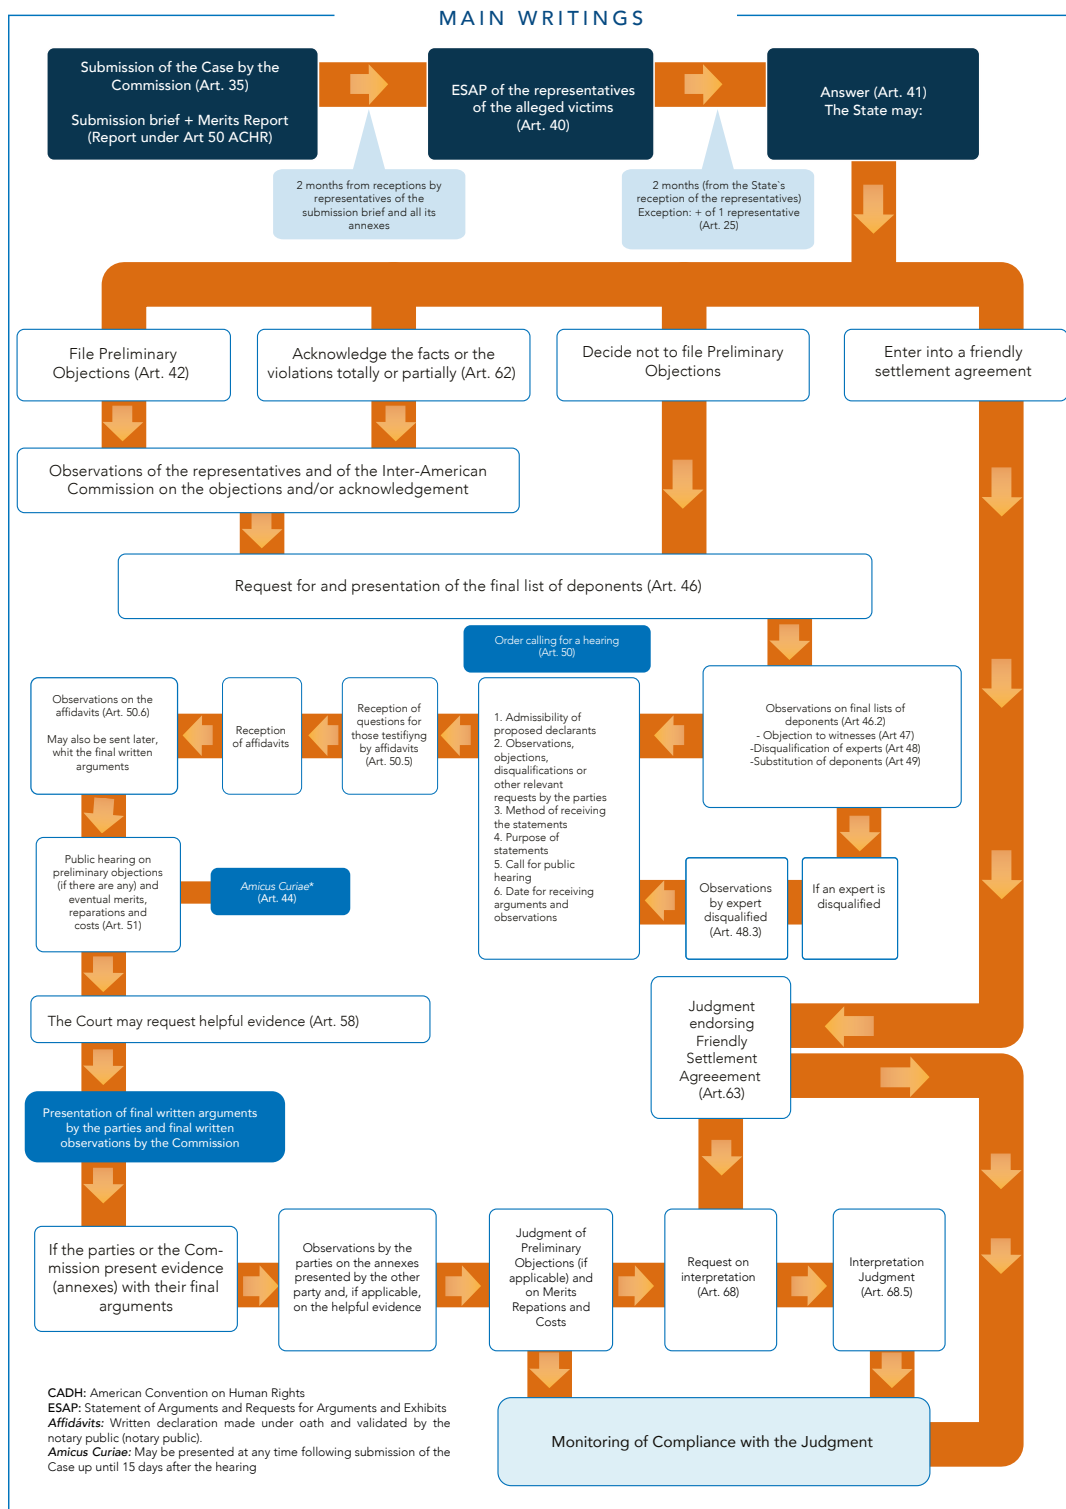 MAIN WRITINGS
Submission of the Case by the
Commission (Art. 35)
Submission brief + Merits Report
(Report under Art 50 ACHR)
ESAP of the representatives
of the alleged victims
(Art. 40)
Answer (Art. 41)
The State may:
2 months from receptions by
representatives of the
submission brief and all its
annexes
2 months (from the State`s
reception of the representatives)
Exception: + of 1 representative
(Art. 25)
File Preliminary
Objections (Art. 42)
Acknowledge the facts or the
violations totally or partially (Art. 62)
Decide not to file Preliminary
Objections
Enter into a friendly
settlement agreement
Observations of the representatives and of the Inter-American
Commission on the objections and/or acknowledgement
Request for and presentation of the final list of deponents (Art. 46)
Order calling for a hearing
(Art. 50)
Observations on final lists of
deponents (Art 46.2)
- Objection to witnesses (Art 47)
-Disqualification of experts (Art 48)
-Substitution of deponents (Art 49)
1. Admissibility of
proposed declarants
2. Observations,
objections,
disqualifications or
other relevant
requests by the parties
3. Method of receiving
the statements
4. Purpose of
statements
5. Call for public
hearing
6. Date for receiving
arguments and
observations
Reception of
questions for
those testifiyng
by affidavits
(Art. 50.5)
Reception
of affidavits
Observations on the
affidavits (Art. 50.6)
May also be sent later,
whit the final written
arguments
If an expert is
disqualified
Observations
by expert
disqualified
(Art. 48.3)
Public hearing on
preliminary objections
(if there are any) and
eventual merits,
reparations and
costs (Art. 51)
Amicus Curiae*
(Art. 44)
The Court may request helpful evidence (Art. 58)
Judgment
endorsing
Friendly
Settlement
Agreeement
(Art.63)
Presentation of final written arguments
by the parties and final written
observations by the Commission
If the parties or the Com-
mission present evidence
(annexes) with their final
arguments
Observations by the
parties on the annexes
presented by the other
party and, if applicable,
on the helpful evidence
Judgment of
Preliminary
Objections (if
applicable) and
on Merits
Repations and
Costs
Request on
interpretation
(Art. 68)
Interpretation
Judgment
(Art. 68.5)
Monitoring of Compliance with the Judgment
CADH: American Convention on Human Rights
ESAP: Statement of Arguments and Requests for Arguments and Exhibits
Affidávits: Written declaration made under oath and validated by the
notary public (notary public).
Amicus Curiae: May be presented at any time following submission of the
Case up until 15 days after the hearing